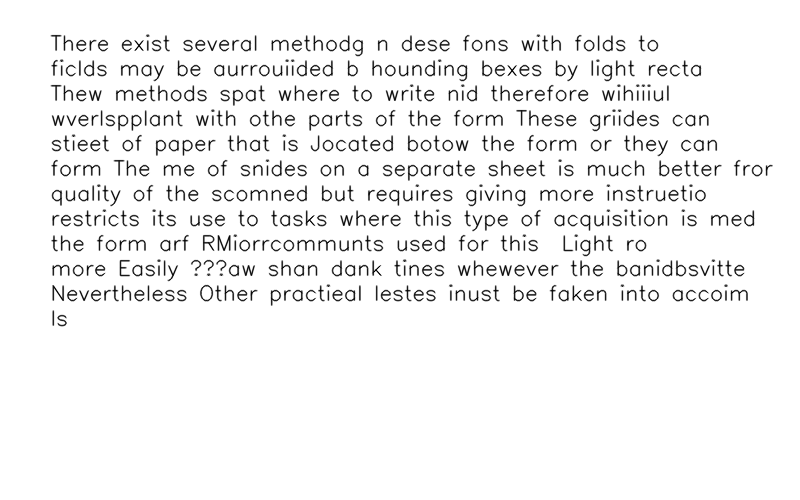 There exist several methodg n dese fons with folds to
ficlds may be aurrouiided b hounding bexes by light recta
Thew methods spat where to write nid therefore wihiiiul
wverlspplant with othe parts of the form These griides can
stieet of paper that is Jocated botow the form or they can
form The me of snides on a separate sheet is much better fror
quality of the scomned but requires giving more instruetio
restricts its use to tasks where this type of acquisition is med
the form arf RMiorrcommunts used for this  Light ro
more Easily ???aw shan dank tines whewever the banidbsvitte
Nevertheless Other practieal lestes inust be faken into accoim
Is